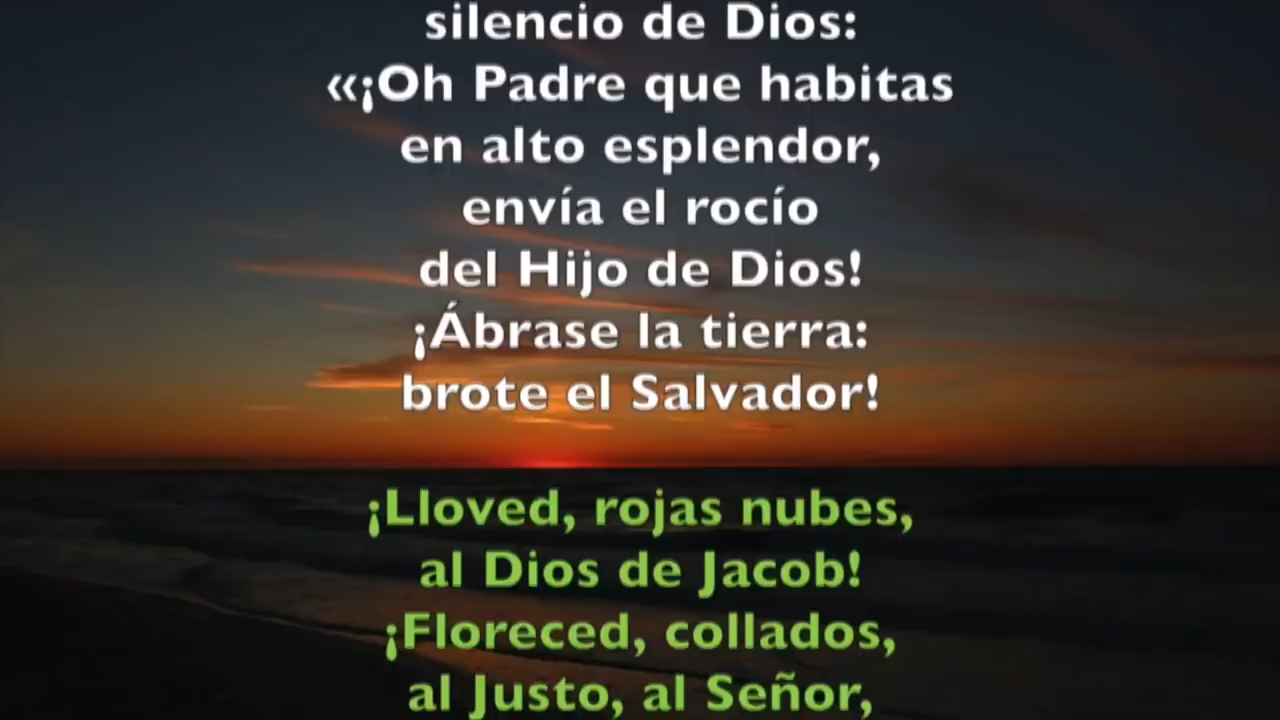 silencio de Dios:
«¡Oh Padre que habitas
en alto esplendor,
envía el rocío
del Hijo de Dios!
¡Ábrase la tierra:
brote el Salvador!
¡Lloved, rojas nubes,
al Dios de Jacob!
¡Floreced, collados,
al Justo, al Señor,